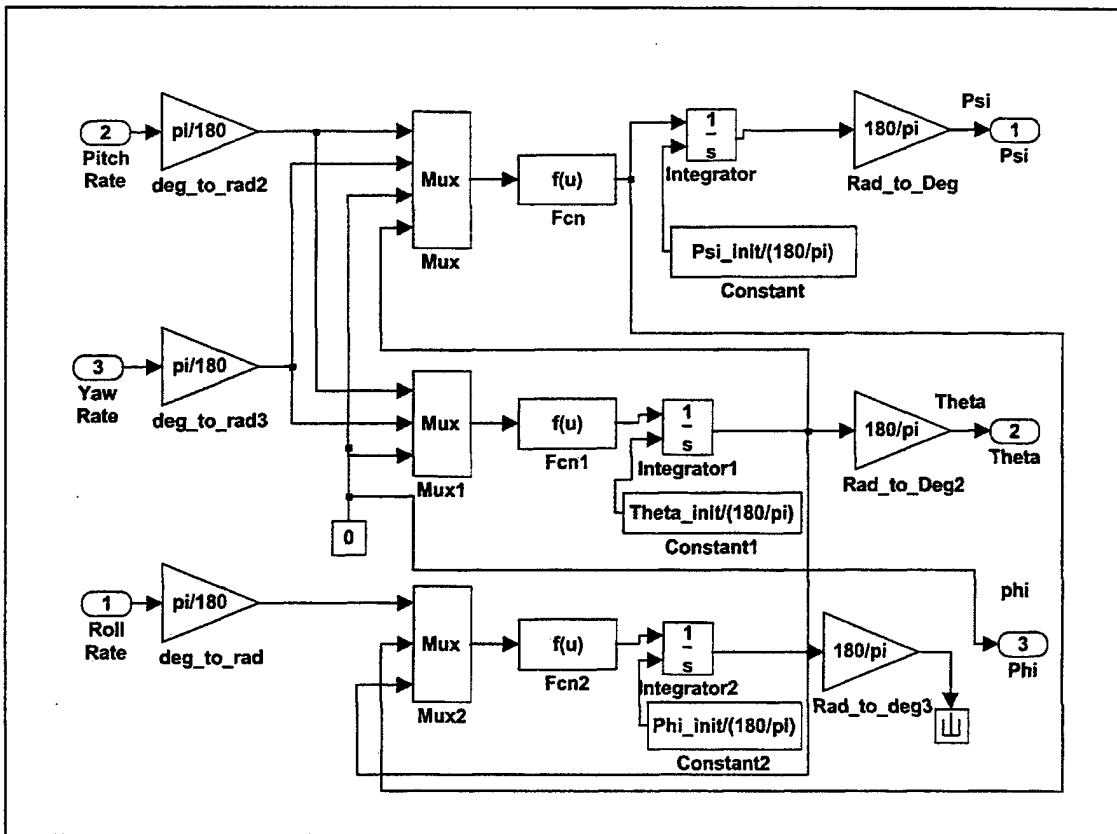 2
Pitch
Rate
pi/180
deg_to_rad2
Mux
Mux
f(u)
Fcn
1
s
Integrator
Psi_init/(180/pi)
Constant
180/pi
Rad_to_Deg
Psi
1
Psi
3
Yaw
Rate
pi/180
deg_to_rad3
Mux
Mux1
f(u)
Fcn1
1
s
Integrator1
Theta_init/(180/pi)
Constant1
180/pi
Rad_to_Deg2
Theta
2
Theta
0
1
Roll
Rate
pi/180
deg_to_rad
Mux
Mux2
f(u)
Fcn2
1
s
Integrator2
Phi_init/(180/pi)
Constant2
180/pi
Rad_to_deg3
phi
3
Phi